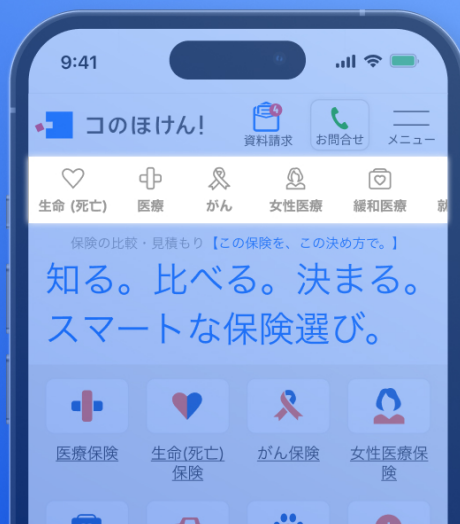 9:41
コのほけん!
4
資料請求
お問合せ
メニュー
生命 (死亡) 医療 がん 女性医療 緩和医療 就
保険の比較・見積もり【この保険を、この決め方で。】
知る。比べる。決まる。
スマートな保険選び。
医療保険 生命(死亡)保険 がん保険 女性医療保険